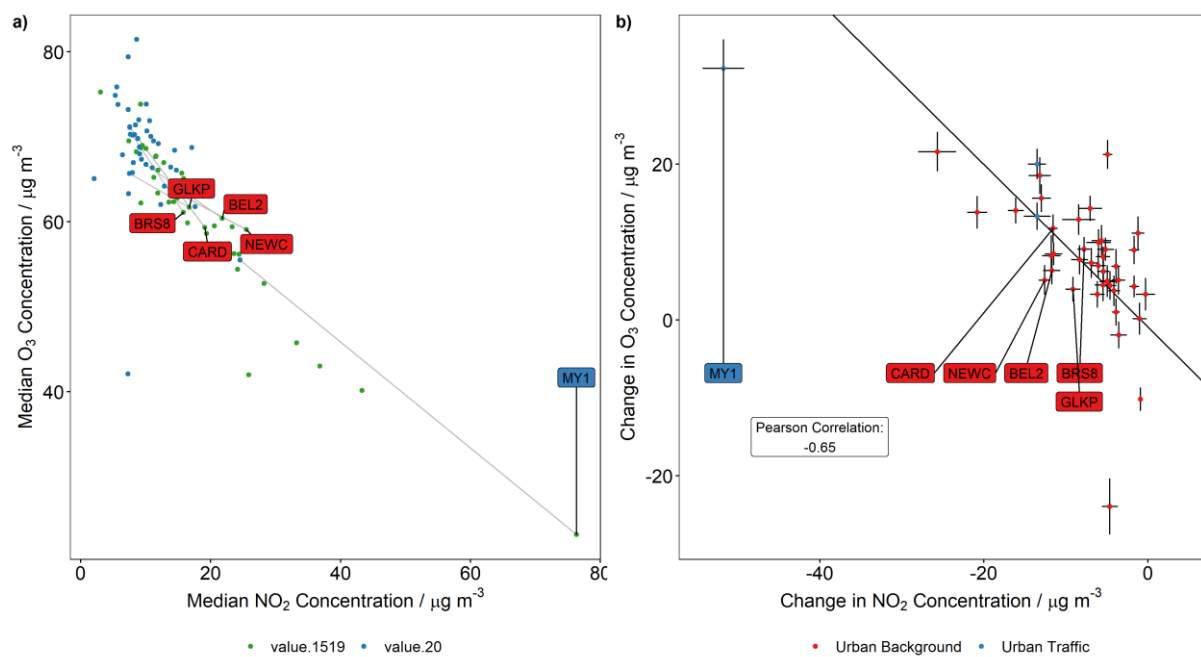 a)
80
60
40
0
20
40
60
80
Median O₃ Concentration / μg m⁻³
Median NO₂ Concentration / μg m⁻³
GLKP
BEL2
BRS8
CARD
NEWC
MY1
value.1519
value.20
b)
20
0
-20
-40
-20
0
Change in O₃ Concentration / μg m⁻³
Change in NO₂ Concentration / μg m⁻³
MY1
CARD
NEWC
BEL2
BRS8
GLKP
Pearson Correlation:
-0.65
Urban Background
Urban Traffic